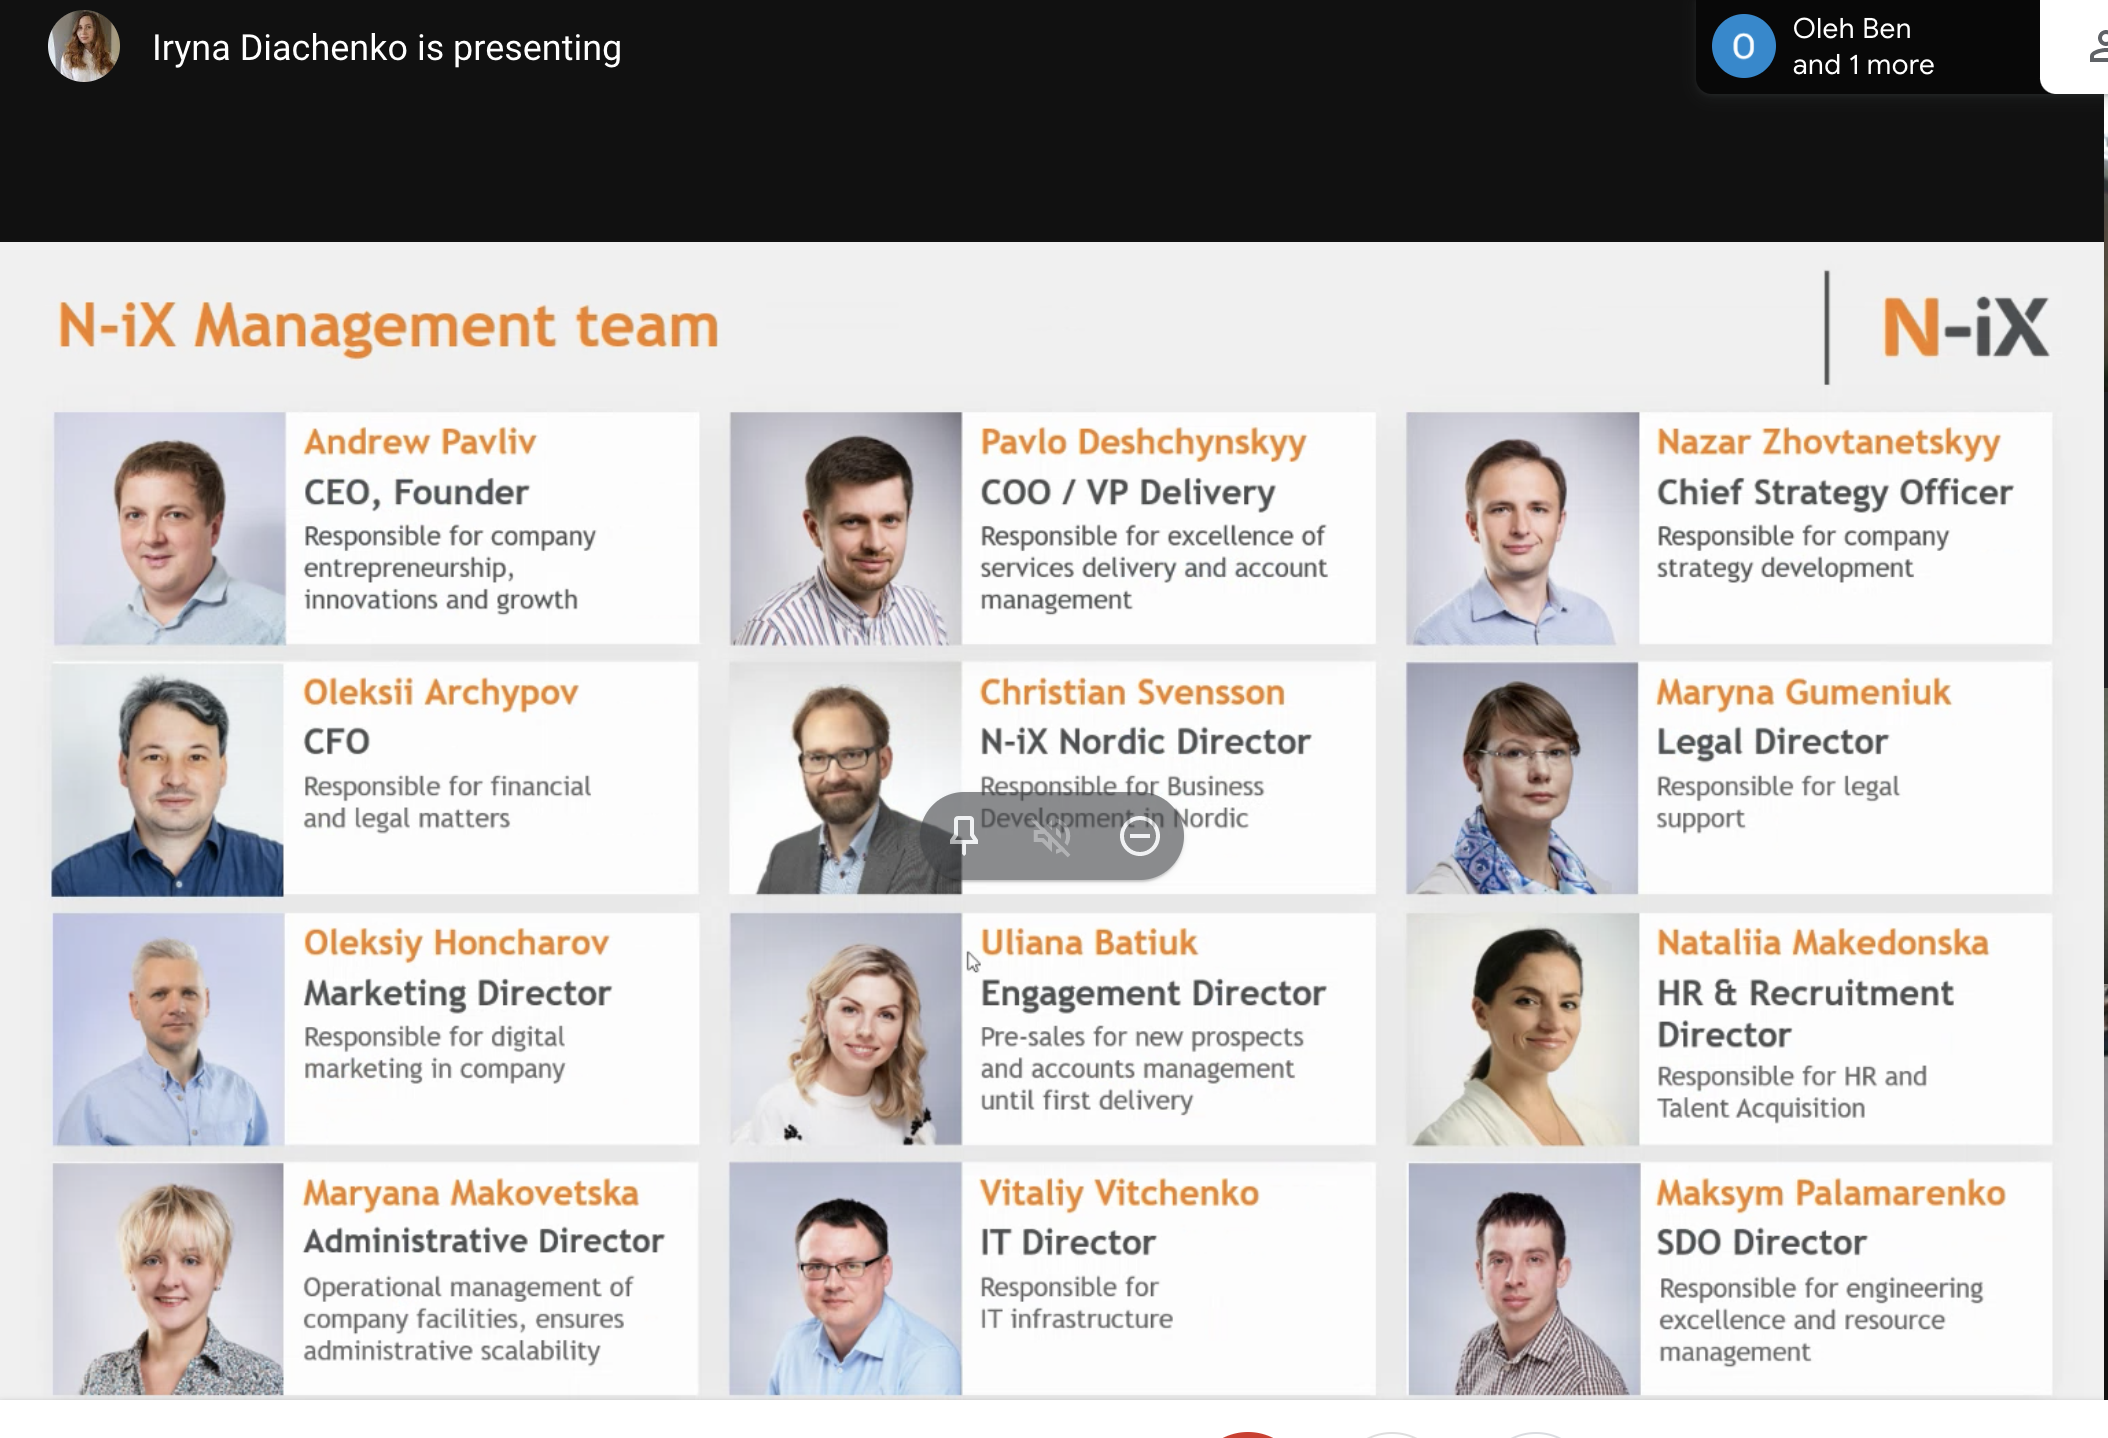 Iryna Diachenko is presenting
O
Oleh Ben
and 1 more
N-iX Management team
N-iX
Andrew Pavliv
CEO, Founder
Responsible for company
entrepreneurship,
innovations and growth
Pavlo Deshchynskyy
COO / VP Delivery
Responsible for excellence of
services delivery and account
management
Nazar Zhovtanetskyy
Chief Strategy Officer
Responsible for company
strategy development
Oleksii Archypov
CFO
Responsible for financial
and legal matters
Christian Svensson
N-iX Nordic Director
Responsible for Business
Development in Nordic
Maryna Gumeniuk
Legal Director
Responsible for legal
support
Oleksiy Honcharov
Marketing Director
Responsible for digital
marketing in company
Uliana Batiuk
Engagement Director
Pre-sales for new prospects
and accounts management
until first delivery
Nataliia Makedonska
HR & Recruitment
Director
Responsible for HR and
Talent Acquisition
Maryana Makovetska
Administrative Director
Operational management of
company facilities, ensures
administrative scalability
Vitaliy Vitchenko
IT Director
Responsible for
IT infrastructure
Maksym Palamarenko
SDO Director
Responsible for engineering
excellence and resource
management